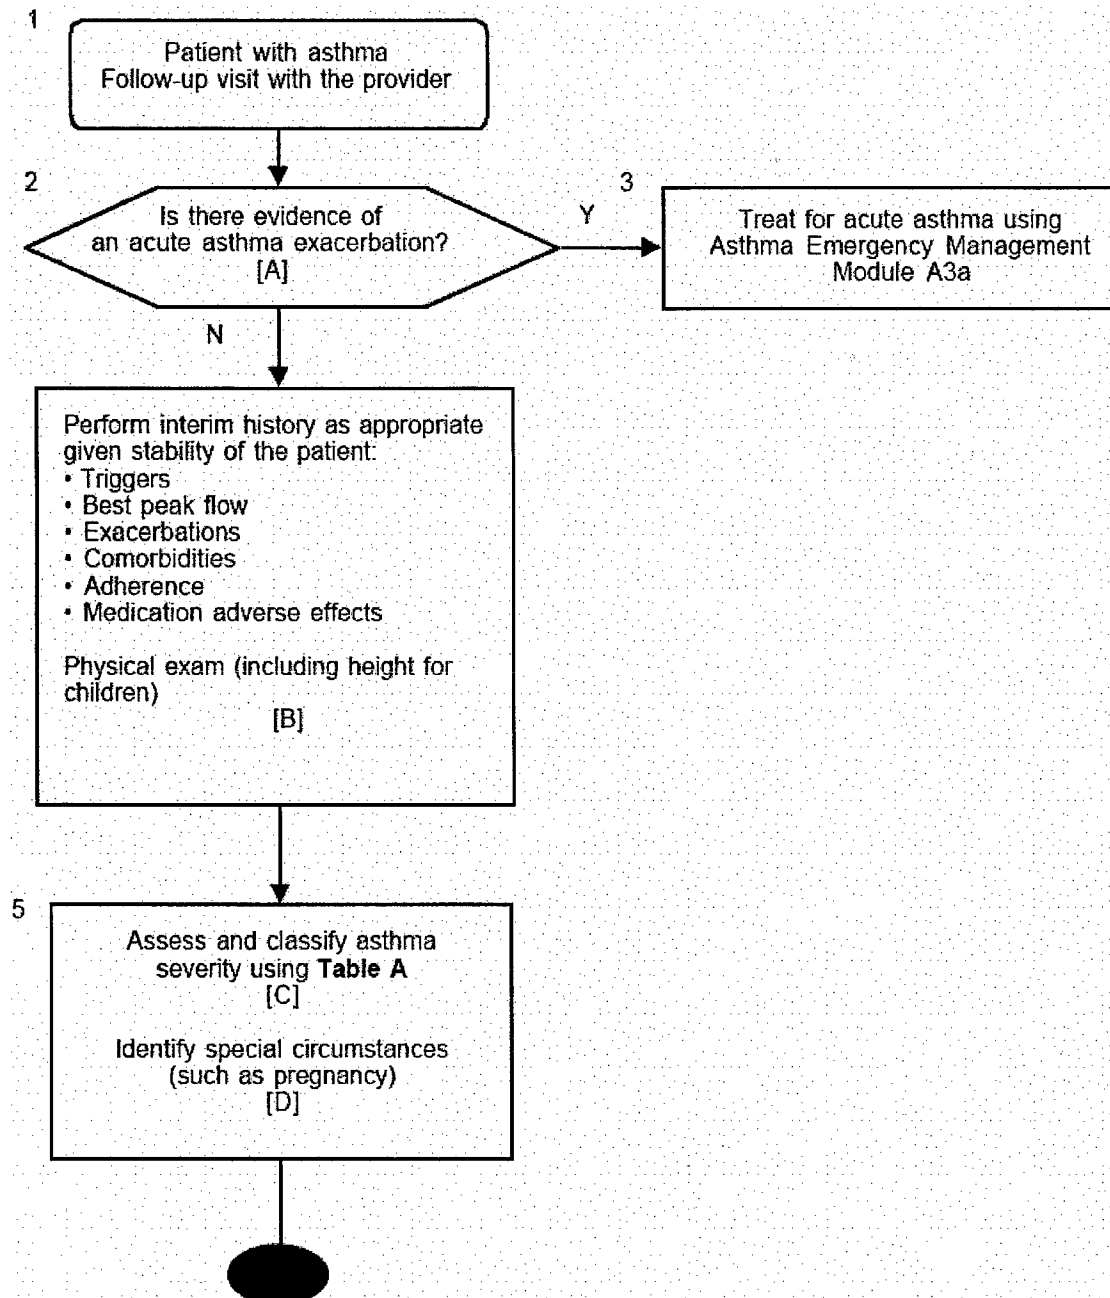 1
Patient with asthma
Follow-up visit with the provider
2
Is there evidence of
an acute asthma exacerbation?
[A]
Y
3
Treat for acute asthma using
Asthma Emergency Management
Module A3a
N
Perform interim history as appropriate
given stability of the patient:
• Triggers
• Best peak flow
• Exacerbations
• Comorbidities
• Adherence
• Medication adverse effects
Physical exam (including height for
children)
[B]
5
Assess and classify asthma
severity using Table A
[C]
Identify special circumstances
(such as pregnancy)
[D]